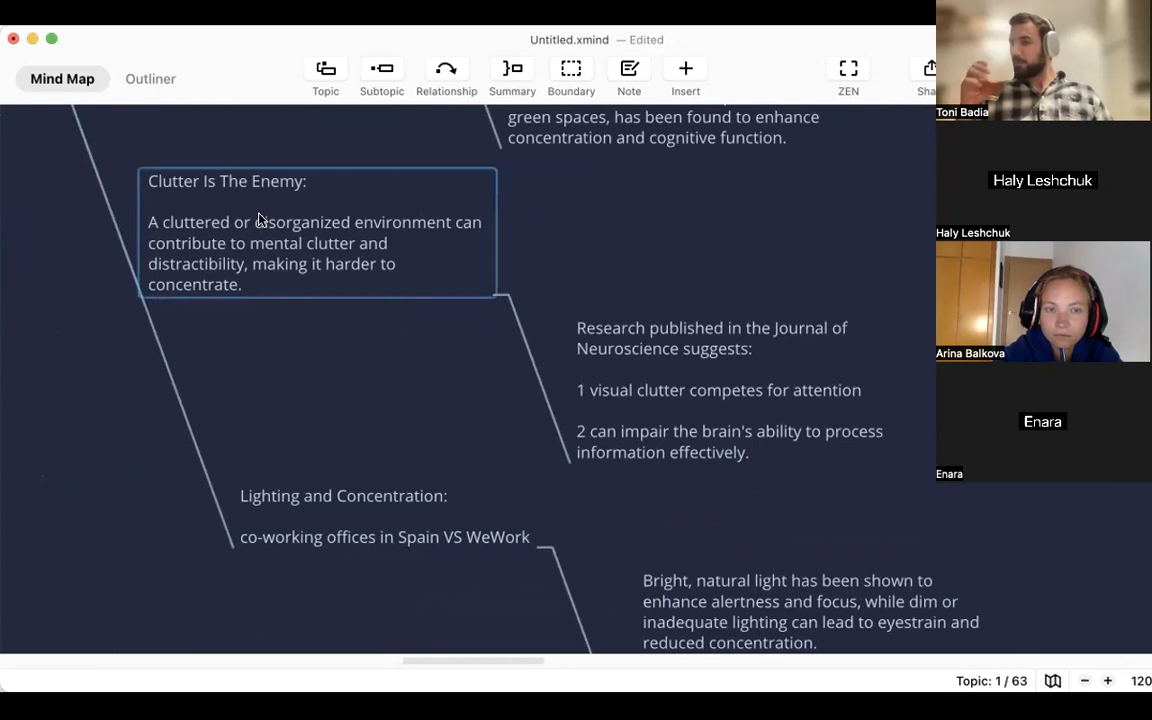 Untitled.xmind — Edited
Mind Map
Outliner
Topic
Subtopic
Relationship
Summary
Boundary
Note
Insert
ZEN
Sha
green spaces, has been found to enhance
concentration and cognitive function.
Clutter Is The Enemy:
A cluttered or disorganized environment can
contribute to mental clutter and
distractibility, making it harder to
concentrate.
Research published in the Journal of
Neuroscience suggests:
1 visual clutter competes for attention
2 can impair the brain's ability to process
information effectively.
Lighting and Concentration:
co-working offices in Spain VS WeWork
Bright, natural light has been shown to
enhance alertness and focus, while dim or
inadequate lighting can lead to eyestrain and
reduced concentration.
Topic: 1 / 63
120
Toni Badia
Haly Leshchuk
Haly Leshchuk
Arina Balkova
Enara
Enara